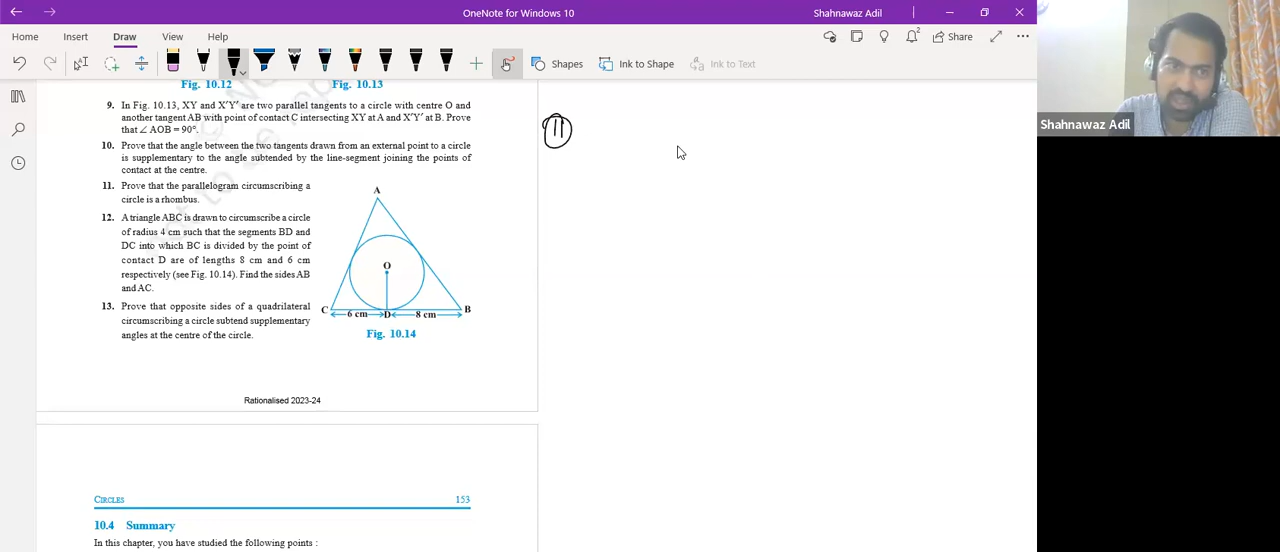 OneNote for Windows 10
Shahnawaz Adil
Home Insert Draw View Help
Share
Shapes Ink to Shape Ink to Text
Fig. 10.12 Fig. 10.13
9. In Fig. 10.13, XY and X′Y′ are two parallel tangents to a circle with centre O and
another tangent AB with point of contact C intersecting XY at A and X′Y′ at B. Prove
that ∠ AOB = 90°.
10. Prove that the angle between the two tangents drawn from an external point to a circle
is supplementary to the angle subtended by the line-segment joining the points of
contact at the centre.
11. Prove that the parallelogram circumscribing a
circle is a rhombus.
12. A triangle ABC is drawn to circumscribe a circle
of radius 4 cm such that the segments BD and
DC into which BC is divided by the point of
contact D are of lengths 8 cm and 6 cm
respectively (see Fig. 10.14). Find the sides AB
and AC.
13. Prove that opposite sides of a quadrilateral
circumscribing a circle subtend supplementary
angles at the centre of the circle.
A
O
C 6 cm D 8 cm B
Fig. 10.14
Rationalised 2023-24
CIRCLES 153
10.4 Summary
In this chapter, you have studied the following points :
11
Shahnawaz Adil